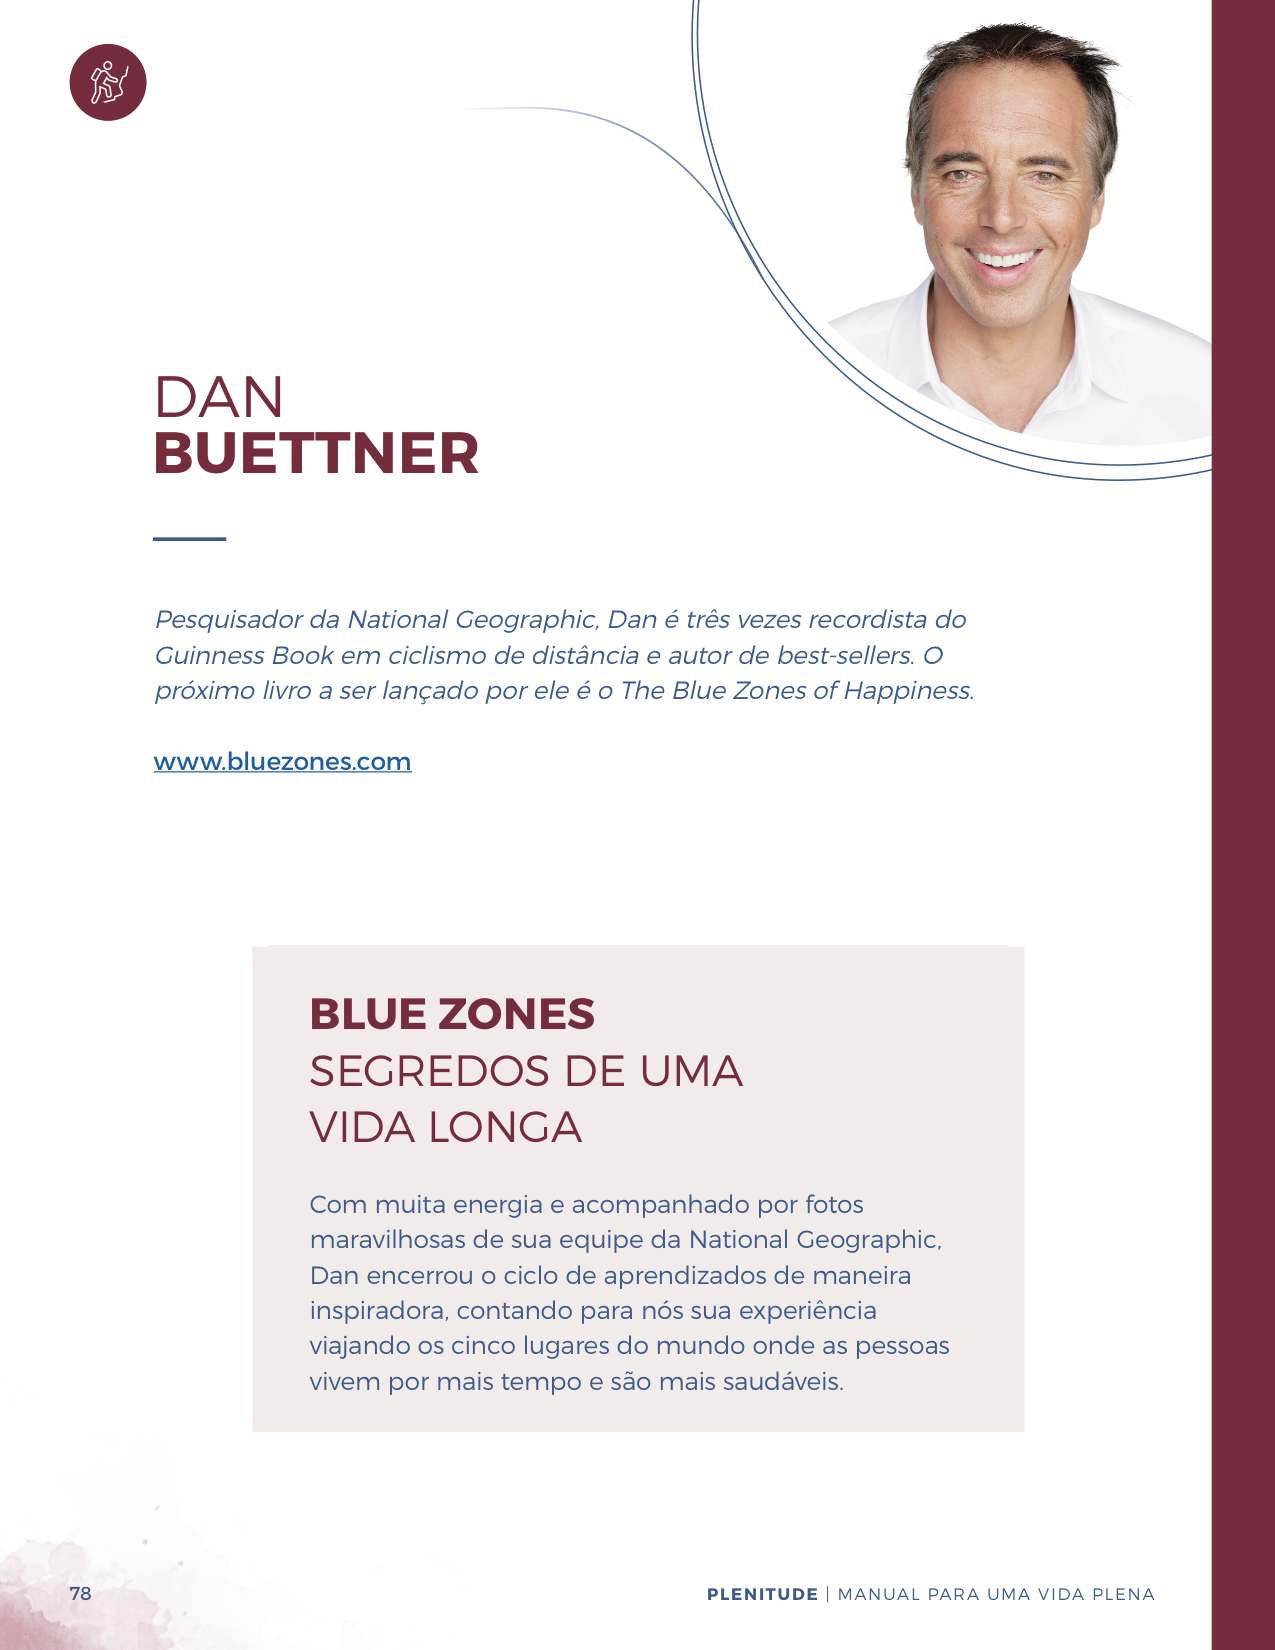 DAN
BUETTNER
Pesquisador da National Geographic, Dan é três vezes recordista do
Guinness Book em ciclismo de distância e autor de best-sellers. O
próximo livro a ser lançado por ele é o The Blue Zones of Happiness.
www.bluezones.com
BLUE ZONES
SEGREDOS DE UMA
VIDA LONGA
Com muita energia e acompanhado por fotos
maravilhosas de sua equipe da National Geographic,
Dan encerrou o ciclo de aprendizados de maneira
inspiradora, contando para nós sua experiência
viajando os cinco lugares do mundo onde as pessoas
vivem por mais tempo e são mais saudáveis.
78
PLENITUDE | MANUAL PARA UMA VIDA PLENA